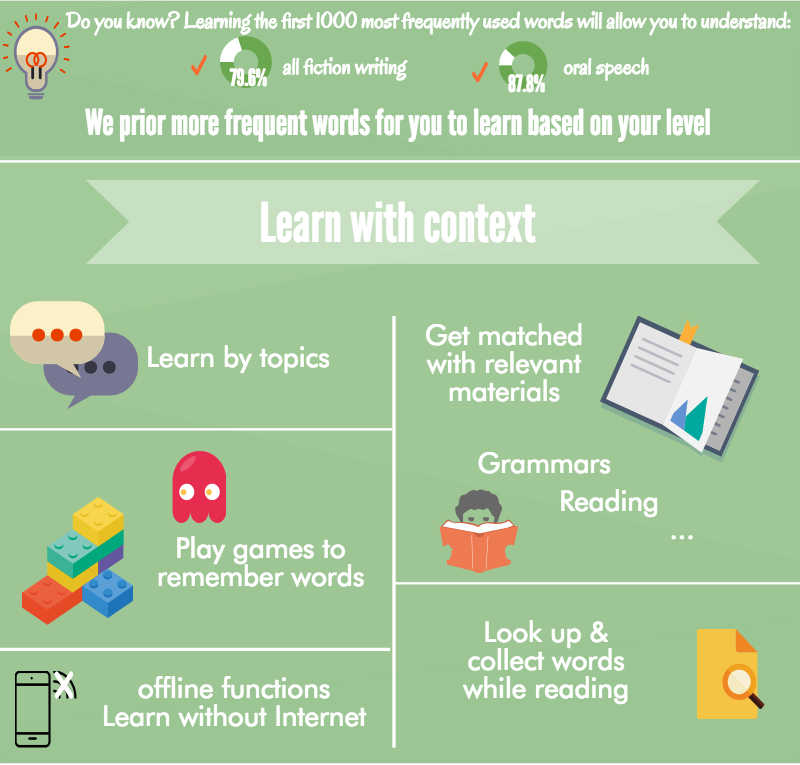 Do you know? Learning the first 1000 most frequently used words will allow you to understand:
79.6% all fiction writing
87.8% oral speech
We prior more frequent words for you to learn based on your level
Learn with context
Learn by topics
Get matched
with relevant
materials
Grammars
Reading
...
Play games to
remember words
Look up &
collect words
while reading
offline functions
Learn without Internet